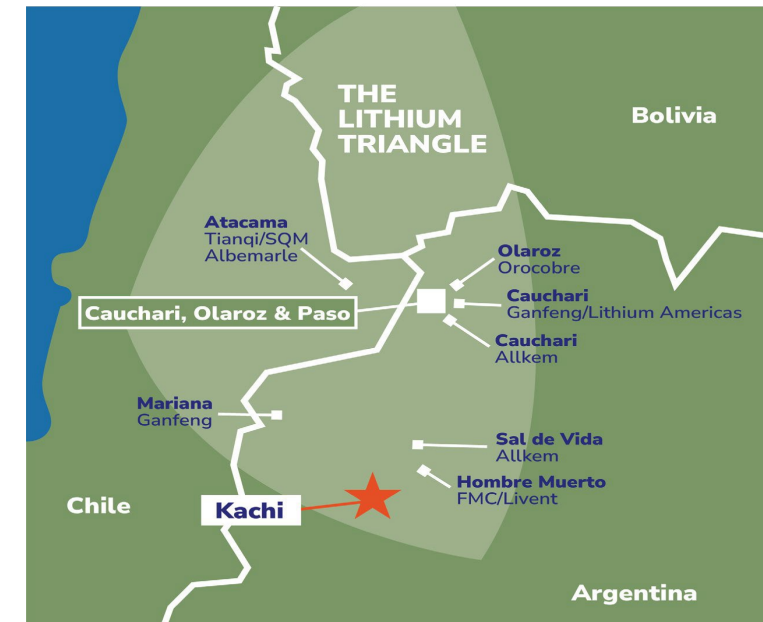 THE
LITHIUM
TRIANGLE
Bolivia
Atacama
Tianqi/SQM
Albemarle
Olaroz
Orocobre
Cauchari, Olaroz & Paso
Cauchari
Ganfeng/Lithium Americas
Cauchari
Allkem
Mariana
Ganfeng
Sal de Vida
Allkem
Hombre Muerto
FMC/Livent
Chile
Kachi
Argentina